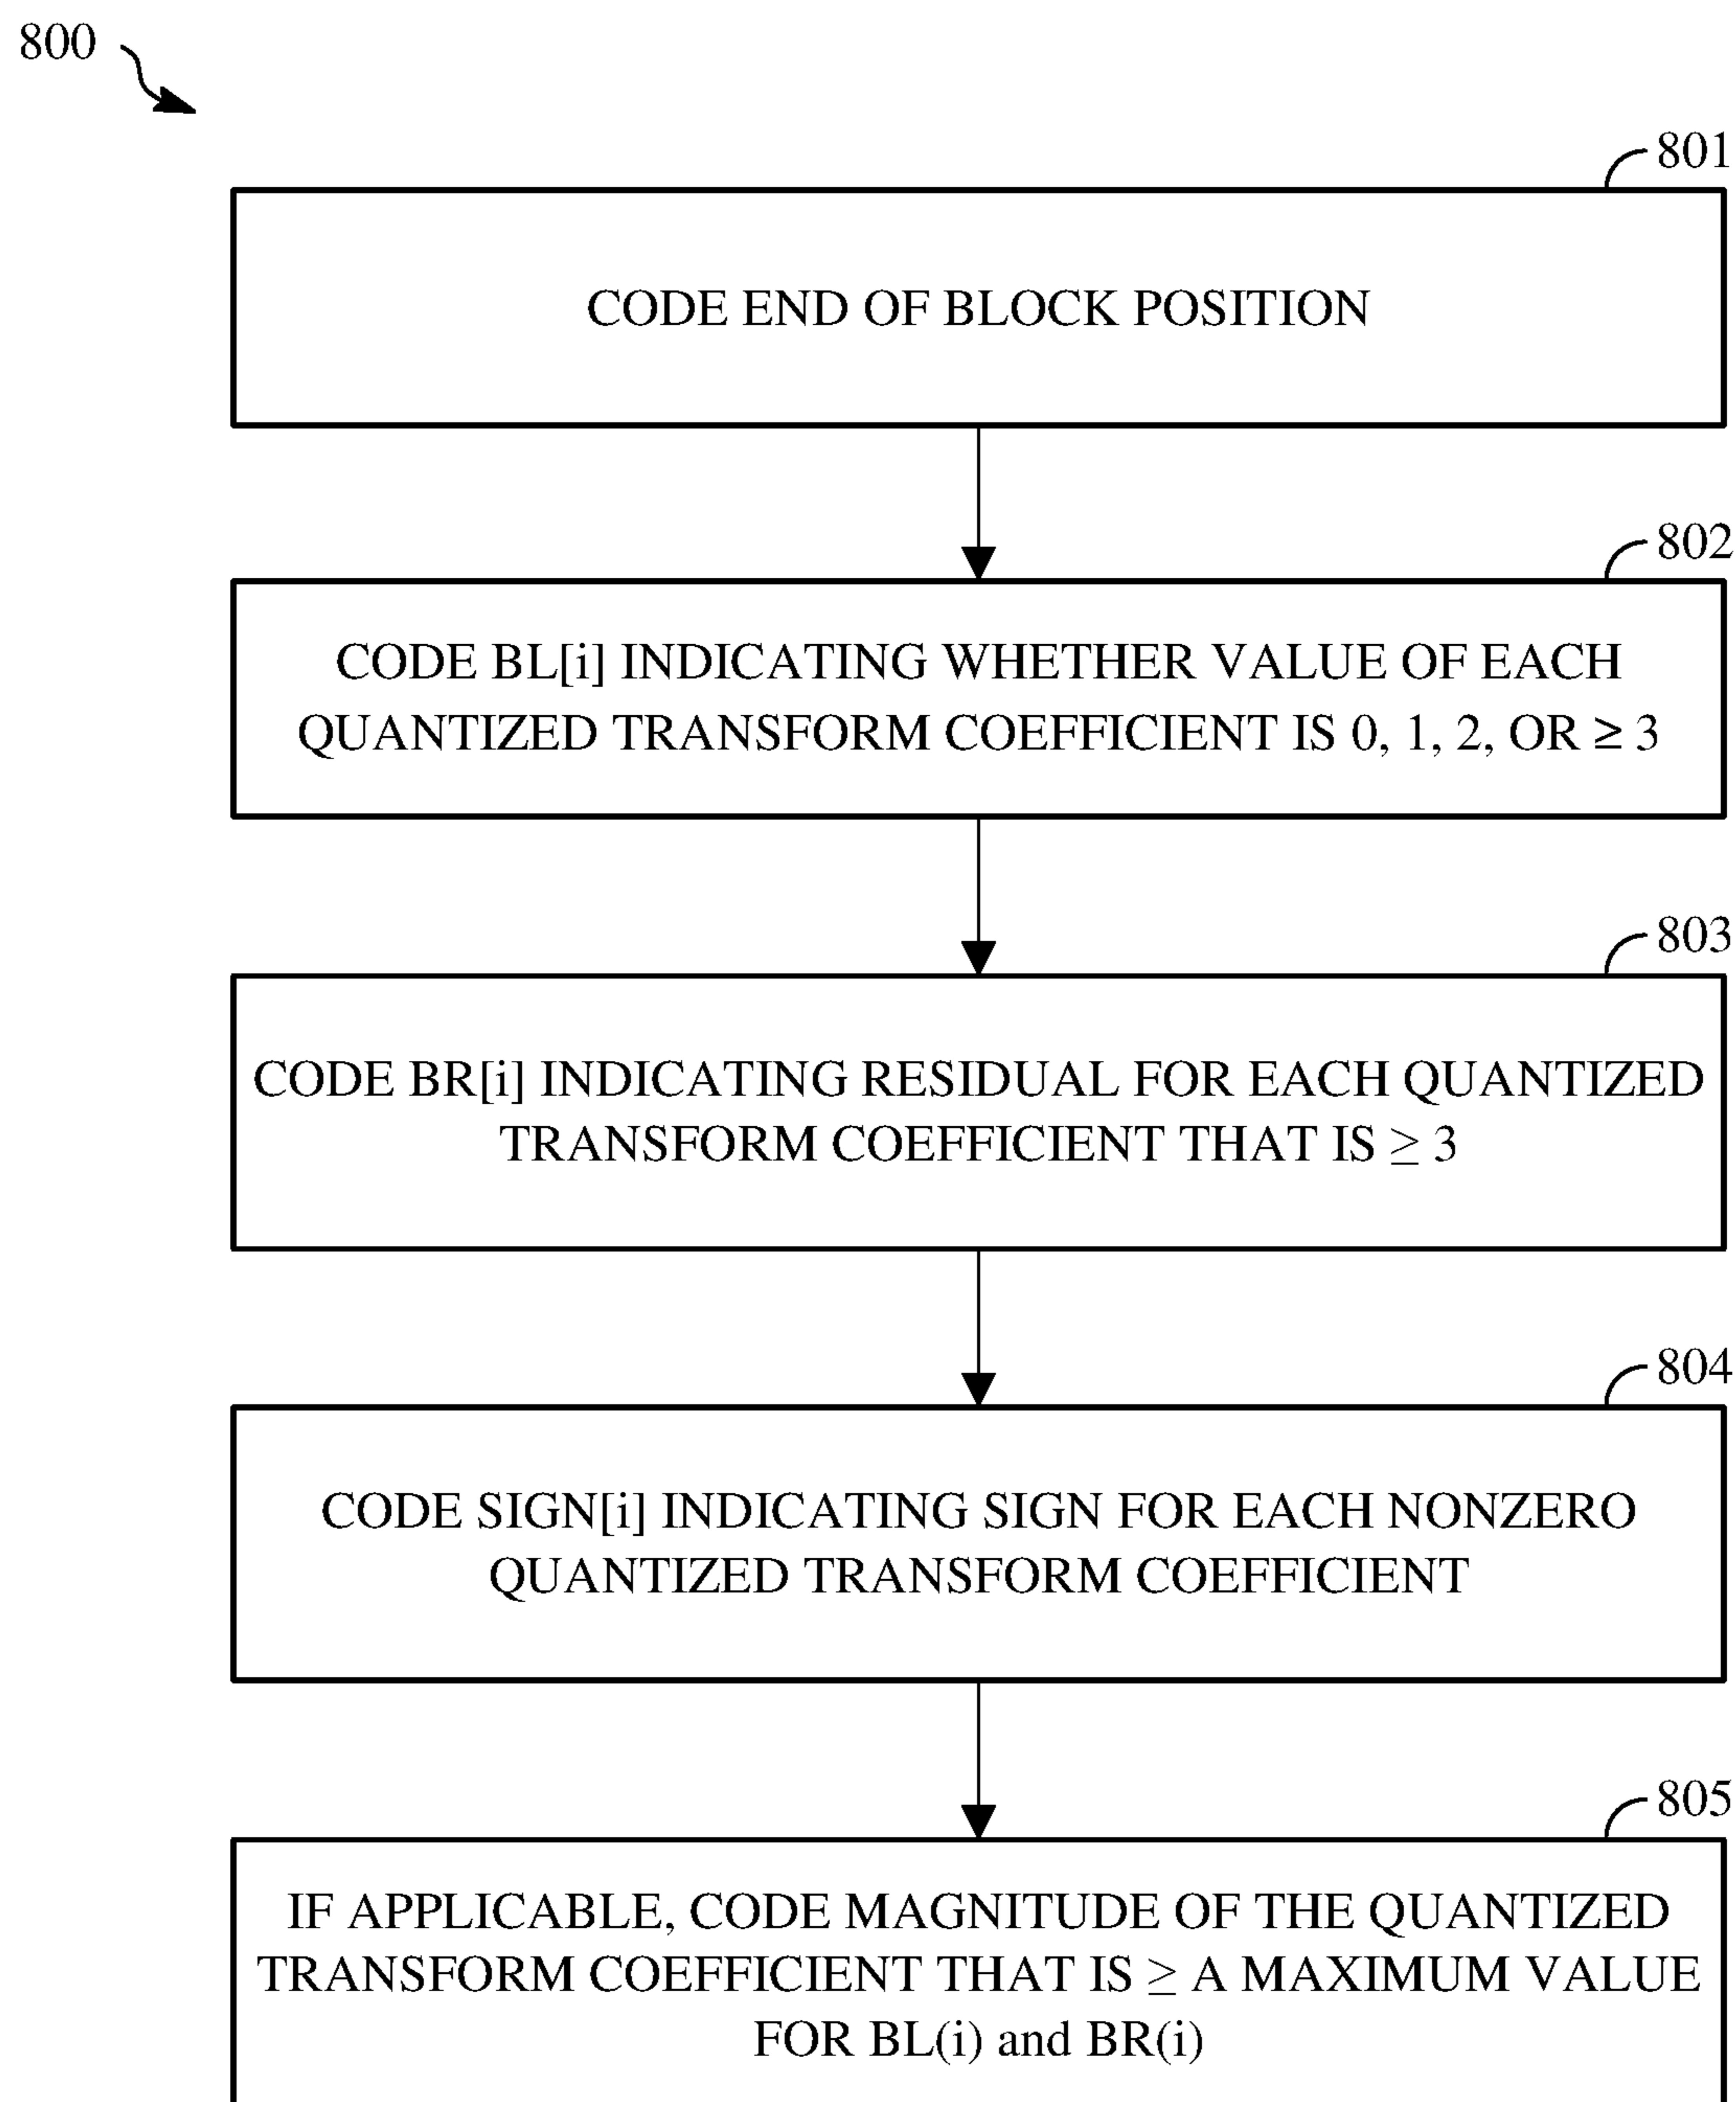 800
801
CODE END OF BLOCK POSITION
802
CODE BL[i] INDICATING WHETHER VALUE OF EACH
QUANTIZED TRANSFORM COEFFICIENT IS 0, 1, 2, OR ≥ 3
803
CODE BR[i] INDICATING RESIDUAL FOR EACH QUANTIZED
TRANSFORM COEFFICIENT THAT IS ≥ 3
804
CODE SIGN[i] INDICATING SIGN FOR EACH NONZERO
QUANTIZED TRANSFORM COEFFICIENT
805
IF APPLICABLE, CODE MAGNITUDE OF THE QUANTIZED
TRANSFORM COEFFICIENT THAT IS ≥ A MAXIMUM VALUE
FOR BL(i) and BR(i)